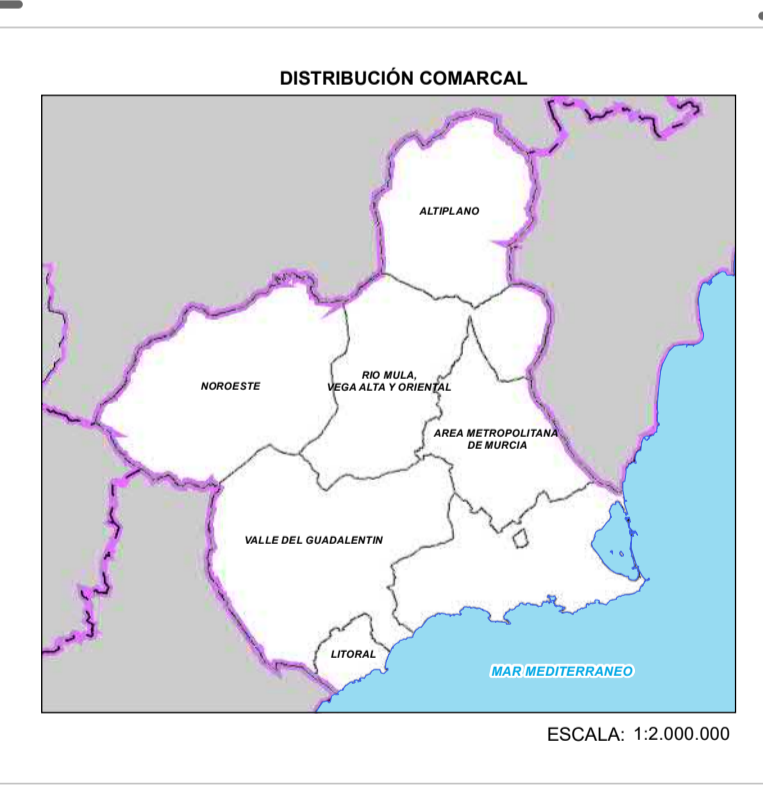 DISTRIBUCIÓN COMARCAL
ALTIPLANO
NOROESTE
RIO MULA,
VEGA ALTA Y ORIENTAL
AREA METROPOLITANA
DE MURCIA
VALLE DEL GUADALENTIN
LITORAL
MAR MEDITERRANEO
ESCALA: 1:2.000.000